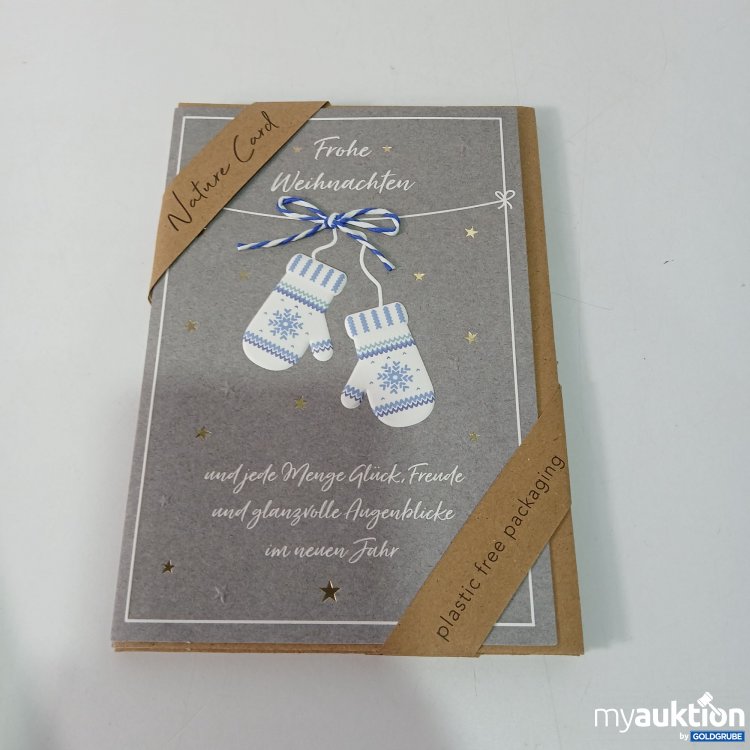 Nature Card
Frohe
Weihnachten
und jede Menge Glück, Freude
und glanzvolle Augenblicke
im neuen Jahr
plastic free packaging
myauktion
by GOLDGRUBE